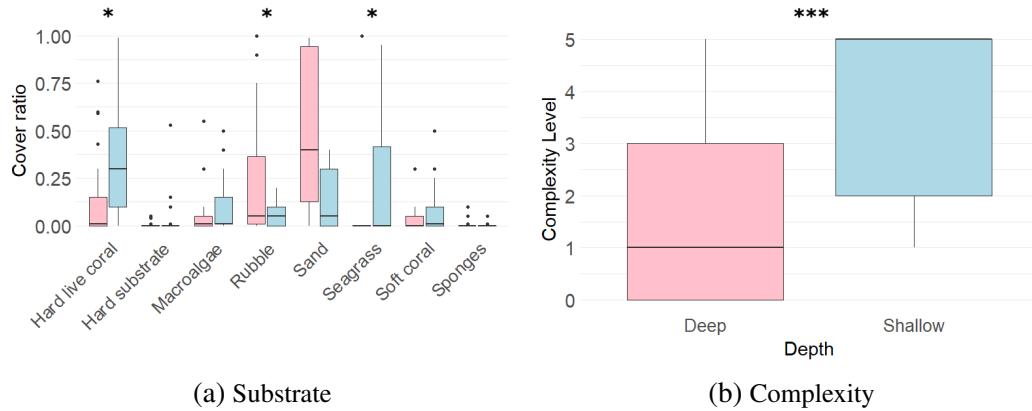 * * *
1.00
0.75
0.50
0.25
0.00
Cover ratio
Hard live coral
Hard substrate
Macroalgæ
Rubble
Sand
Seagrass
Soft coral
Sponges
(a) Substrate
***
5
4
3
2
1
0
Complexity Level
Deep Shallow
Depth
(b) Complexity